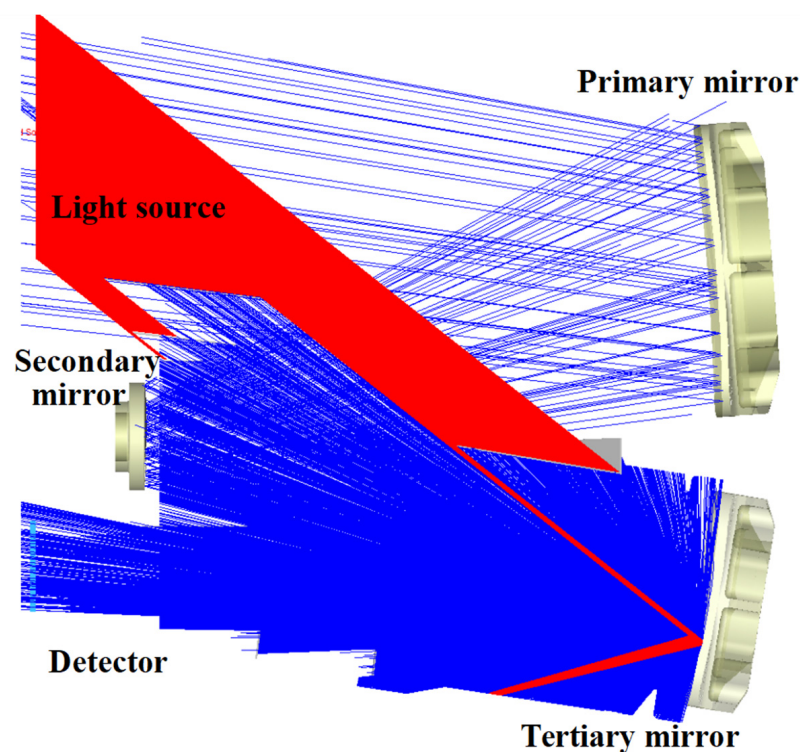 Primary mirror
Light source
Secondary
mirror
Detector
Tertiary mirror